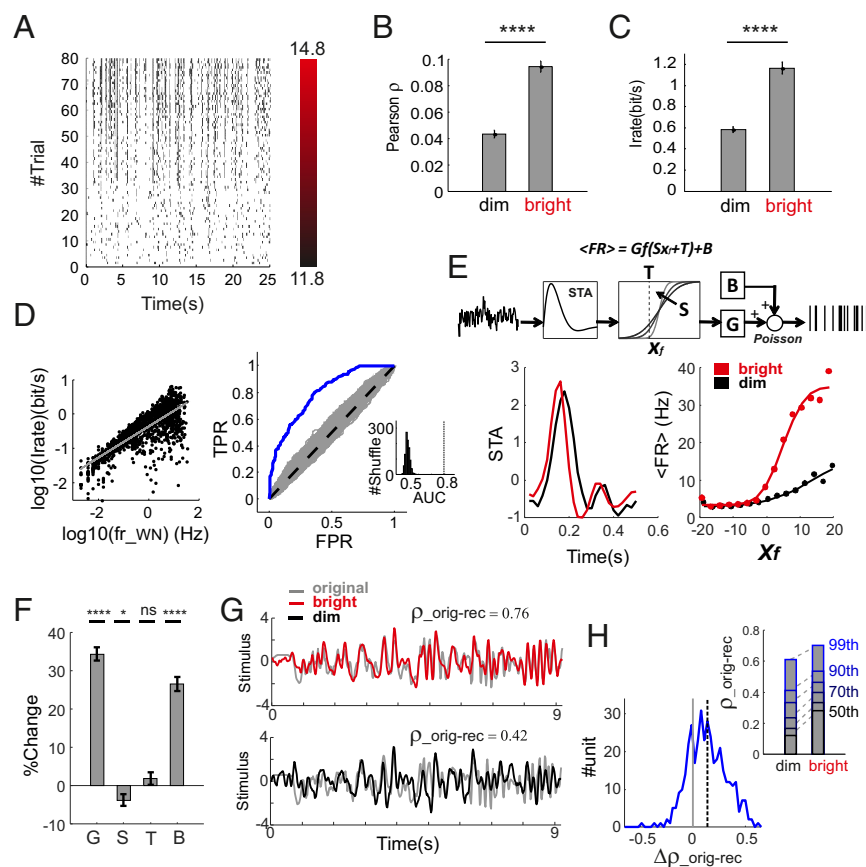 A
14.8
#Trial
80
70
60
50
40
30
20
10
0
0 5 10 15 20 25
Time(s)
11.8
B
****
Pearson ρ
0.1
0.08
0.06
0.04
0.02
0
dim bright
C
****
Irate(bit/s)
1.2
1
0.8
0.6
0.4
0.2
0
dim bright
D
log10(Irate)(bit/s)
1
0
-1
-2
-2 -1 0 1 2
log10(fr_WN) (Hz)
TPR
1
0.8
0.6
0.4
0.2
0
0 0.5 1
FPR
#Shuffle
300
0
0.5 0.8
AUC
E
<FR> = Gf(Sxf+T)+B
STA
T
S
Xf
B
G
+
+
Poisson
STA
3
2
1
0
-1
0 0.2 0.4 0.6
Time(s)
bright
dim
<FR> (Hz)
40
30
20
10
0
-20 -10 0 10 20
Xf
F
**** * ns ****
%Change
40
30
20
10
0
-10
G S T B
G
original
bright
dim
ρ_orig-rec = 0.76
Stimulus
4
0
-4
0 9
ρ_orig-rec = 0.42
Stimulus
4
0
-4
0 9
Time(s)
H
#unit
30
20
10
0
-0.5 0 0.5
Δρ_orig-rec
ρ_orig-rec
0.8
0.6
0.4
0.2
0
99th
90th
70th
50th
dim bright